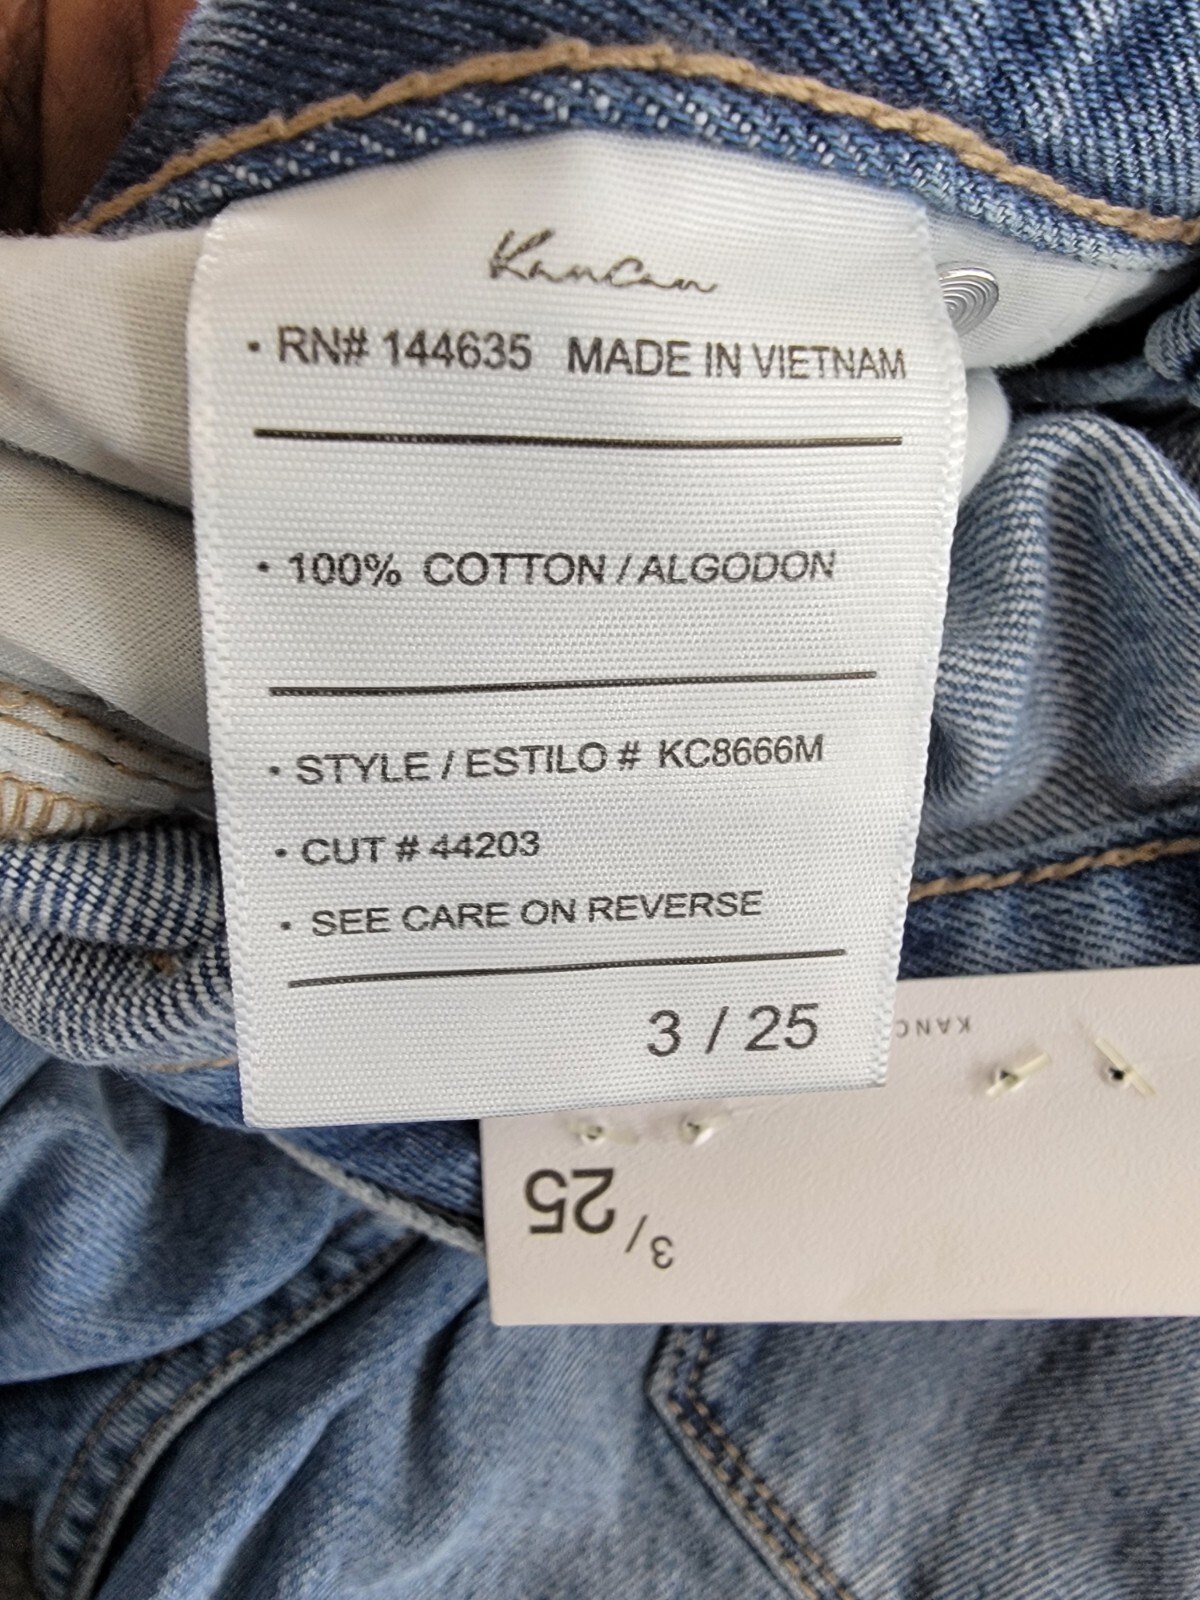 KanCan
• RN# 144635 MADE IN VIETNAM
• 100% COTTON / ALGODON
• STYLE / ESTILO # KC8666M
• CUT # 44203
• SEE CARE ON REVERSE
3 / 25
3/25